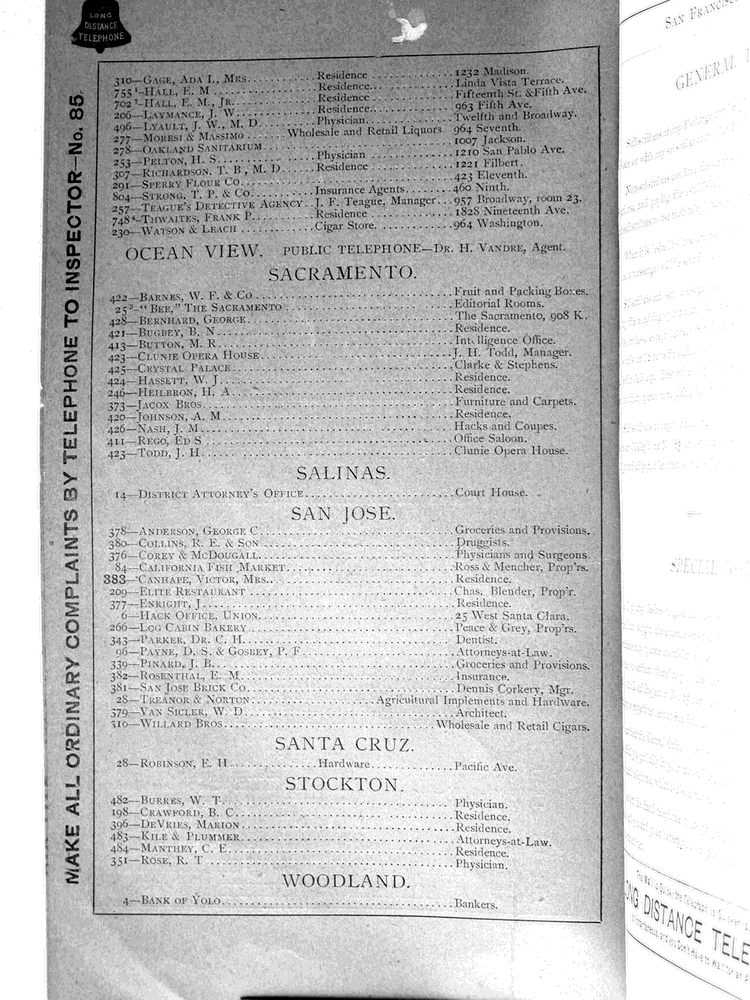 LONG
DISTANCE
TELEPHONE
MAKE ALL ORDINARY COMPLAINTS BY TELEPHONE TO INSPECTOR—No. 85.
310—GAGE, ADA I., MRS. Residence 1232 Madison.
755—HALL, E. M. Residence. Linda Vista Terrace.
702—HALL, E. M., JR. Residence Fifteenth St. & Fifth Ave.
206—LAYMANCE, J. W. Residence. 963 Fifth Ave.
496—LYAULT, J. W., M. D. Physician. Twelfth and Broadway.
277—MORESI & MASSIMO Wholesale and Retail Liquors 964 Seventh.
278—OAKLAND SANITARIUM. 1007 Jackson.
253—PELTON, H. S. Physician 1210 San Pablo Ave.
307—RICHARDSON, T. B., M. D. Residence 1221 Filbert.
291—SPERRY FLOUR CO. 423 Eleventh.
804—STRONG, T. P. & CO. Insurance Agents. 460 Ninth.
257—TEAGUE'S DETECTIVE AGENCY J. F. Teague, Manager 957 Broadway, room 23.
748—THWAITES, FRANK P. Residence 1828 Nineteenth Ave.
230—WATSON & LEACH Cigar Store. 964 Washington.
OCEAN VIEW. PUBLIC TELEPHONE—DR. H. VANDRE, Agent.
SACRAMENTO.
422—BARNES, W. F. & CO. Fruit and Packing Boxes.
25—"BEE," THE SACRAMENTO Editorial Rooms.
428—BERNHARD, GEORGE. The Sacramento, 908 K.
421—BUGBEY, B. N. Residence.
413—BUTTON, M. R. Intelligence Office.
423—CLUNIE OPERA HOUSE. J. H. Todd, Manager.
425—CRYSTAL PALACE. Clarke & Stephens.
424—HASSETT, W. J. Residence.
246—HEILBRON, H. A. Residence.
373—JACOX BROS. Furniture and Carpets.
420—JOHNSON, A. M. Residence.
426—NASH, J. M. Hacks and Coupes.
411—REGO, ED S. Office Saloon.
423—TODD, J. H. Clunie Opera House.
SALINAS.
14—DISTRICT ATTORNEY'S OFFICE. Court House.
SAN JOSE.
378—ANDERSON, GEORGE C. Groceries and Provisions.
380—COLLINS, R. E. & SON Druggists.
376—COREY & MCDOUGALL. Physicians and Surgeons.
84—CALIFORNIA FISH MARKET. Ross & Mencher, Prop'rs.
383—CANHAPE, VICTOR, MRS. Residence.
209—ELITE RESTAURANT Chas. Blender, Prop'r.
377—ENRIGHT, J. Residence.
6—HACK OFFICE, UNION. 25 West Santa Clara.
266—LOG CABIN BAKERY Peace & Grey, Prop'rs.
343—PARKER, DR. C. H. Dentist.
96—PAYNE, D. S. & GOSBEY, P. F. Attorneys-at-Law.
339—PINARD, J. B. Groceries and Provisions.
382—ROSENTHAL, E. M. Insurance.
381—SAN JOSE BRICK CO. Dennis Corkery, Mgr.
28—TREANOR & NORTON. Agricultural Implements and Hardware.
379—VAN SICLER, W. D. Architect.
310—WILLARD BROS. Wholesale and Retail Cigars.
SANTA CRUZ.
28—ROBINSON, E. H. Hardware. Pacific Ave.
STOCKTON.
482—BURRES, W. T. Physician.
198—CRAWFORD, B. C. Residence.
396—DEVRIES, MARION Residence.
483—KILE & PLUMMER. Attorneys-at-Law.
484—MANTHEY, C. E. Residence.
351—ROSE, R. T. Physician.
WOODLAND.
4—BANK OF YOLO. Bankers.
SAN FRANCISCO
GENERAL
SPECIAL
LONG DISTANCE TELE